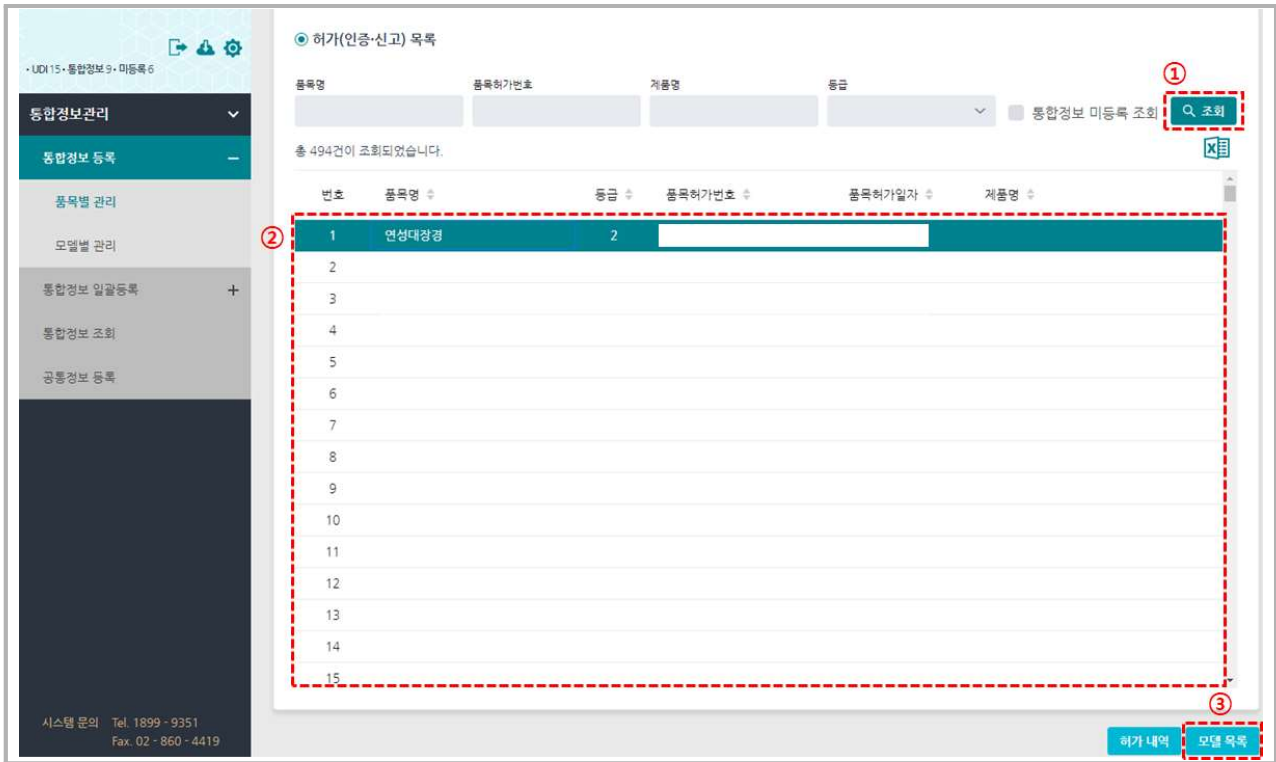 • UDI 15 • 통합정보 9 • 미등록 6
통합정보관리
통합정보 등록
품목별 관리
모델별 관리
통합정보 일괄등록
통합정보 조회
공통정보 등록
시스템 문의 Tel. 1899 - 9351
Fax. 02 - 860 - 4419
허가(인증·신고) 목록
품목명 품목허가번호 제품명 등급
통합정보 미등록 조회 조회
①
총 494건이 조회되었습니다.
번호 품목명 등급 품목허가번호 품목허가일자 제품명
②
1 연성대장경 2
2
3
4
5
6
7
8
9
10
11
12
13
14
15
③
허가 내역 모델 목록